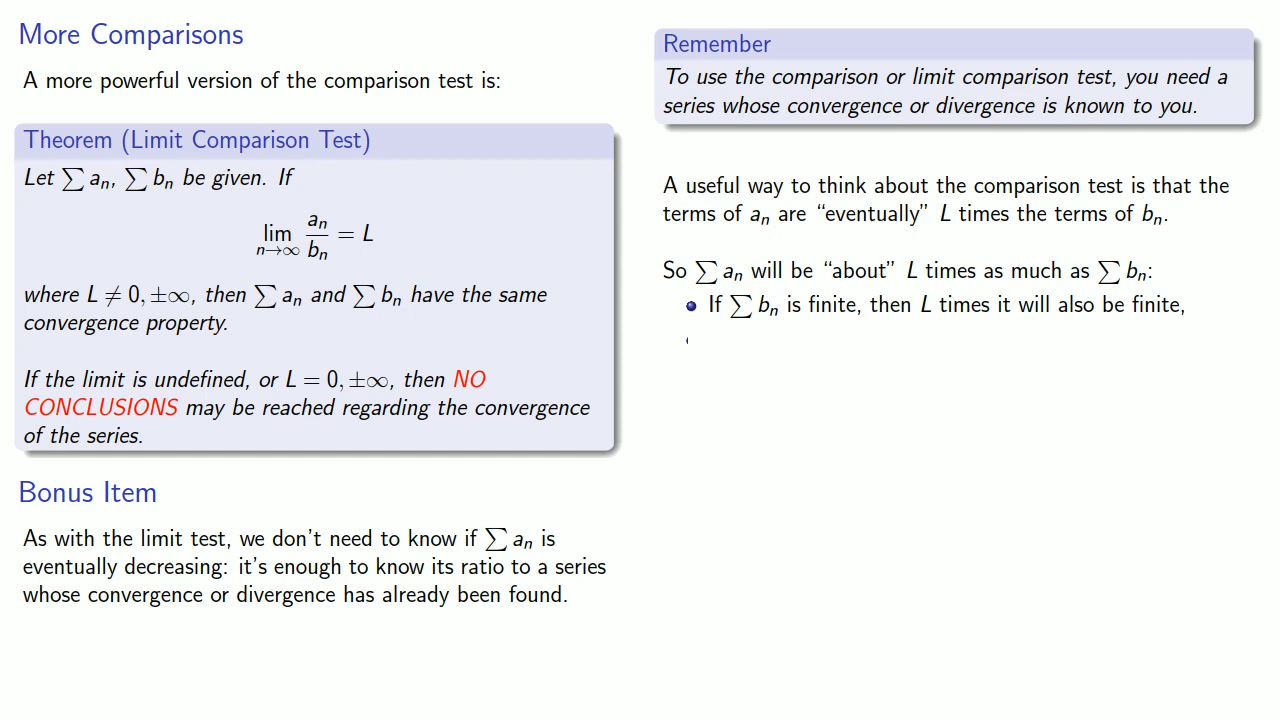 More Comparisons
A more powerful version of the comparison test is:
Theorem (Limit Comparison Test)
Let ∑ aₙ, ∑ bₙ be given. If
lim n→∞ aₙ/bₙ = L
where L ≠ 0, ±∞, then ∑ aₙ and ∑ bₙ have the same
convergence property.
If the limit is undefined, or L = 0, ±∞, then NO
CONCLUSIONS may be reached regarding the convergence
of the series.
Bonus Item
As with the limit test, we don't need to know if ∑ aₙ is
eventually decreasing: it's enough to know its ratio to a series
whose convergence or divergence has already been found.
Remember
To use the comparison or limit comparison test, you need a
series whose convergence or divergence is known to you.
A useful way to think about the comparison test is that the
terms of aₙ are “eventually” L times the terms of bₙ.
So ∑ aₙ will be “about” L times as much as ∑ bₙ:
• If ∑ bₙ is finite, then L times it will also be finite,